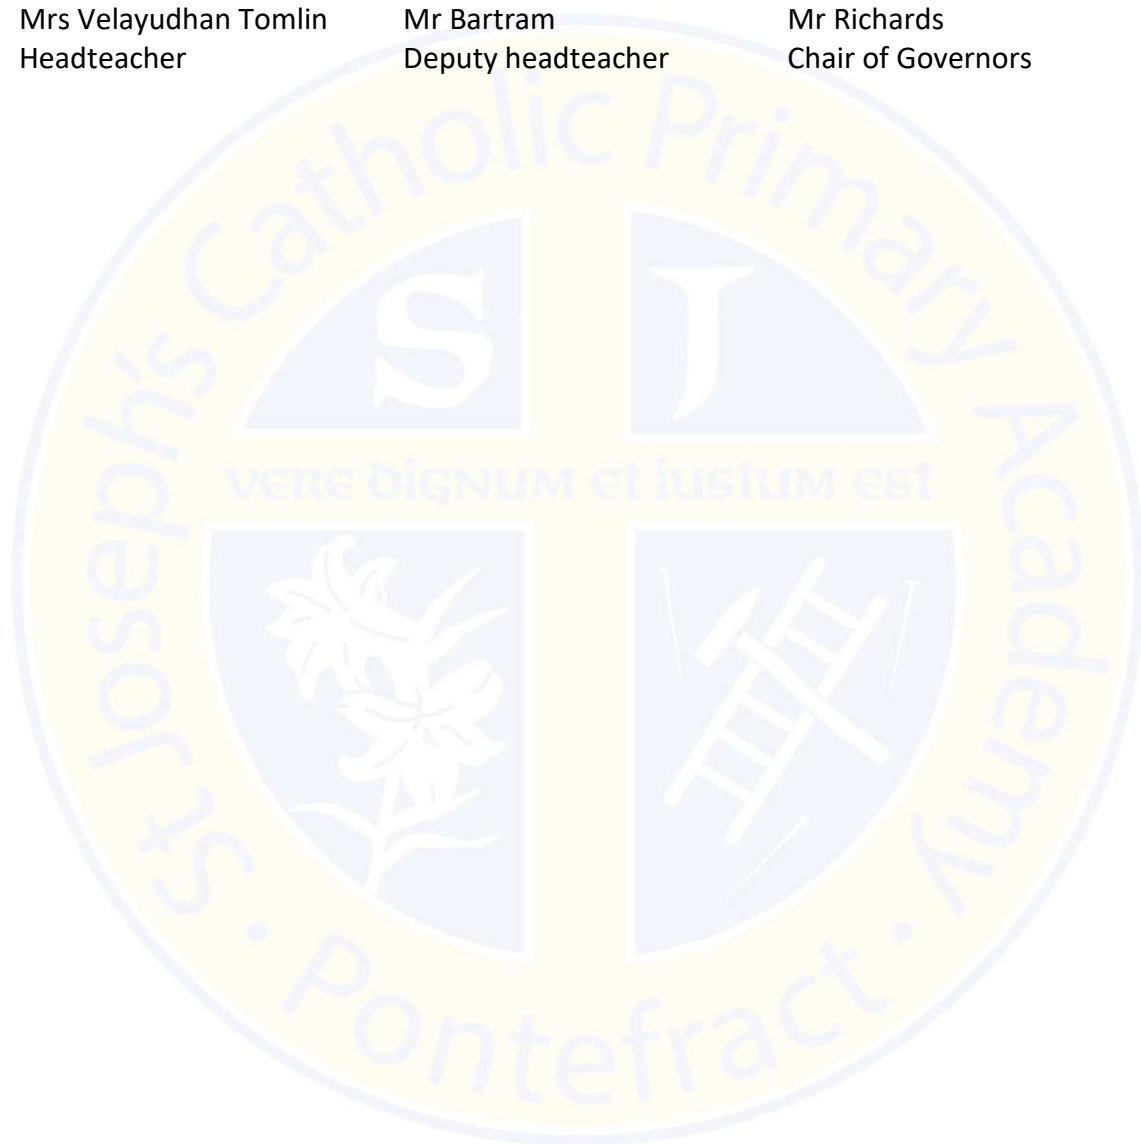 Mrs Velayudhan Tomlin Mr Bartram Mr Richards
Headteacher Deputy headteacher Chair of Governors
St Joseph's Catholic Primary Academy · Pontefract ·
S J
VERE DIGNUM et IUSTUM EST